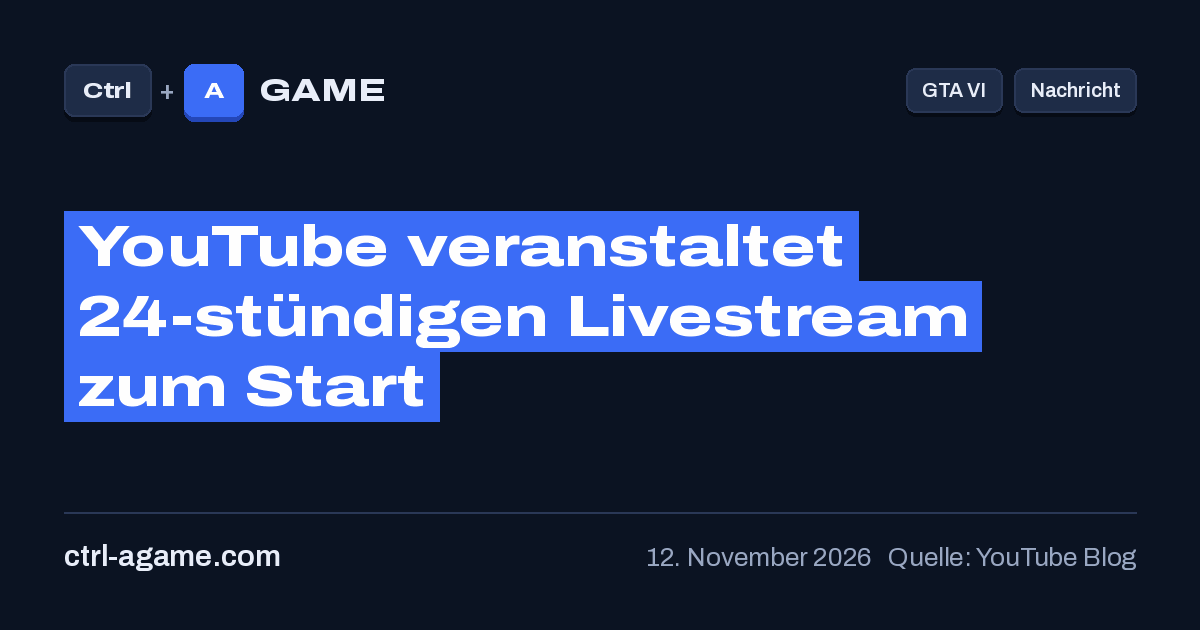 Ctrl + A GAME
GTA VI
Nachricht
YouTube veranstaltet
24-stündigen Livestream
zum Start
ctrl-agame.com
12. November 2026 Quelle: YouTube Blog